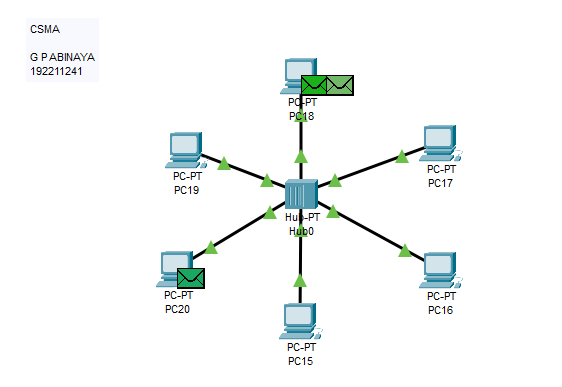 CSMA
G P ABINAYA
192211241
PC-PT
PC18
PC-PT
PC17
PC-PT
PC19
Hub-PT
Hub0
PC-PT
PC20
PC-PT
PC16
PC-PT
PC15